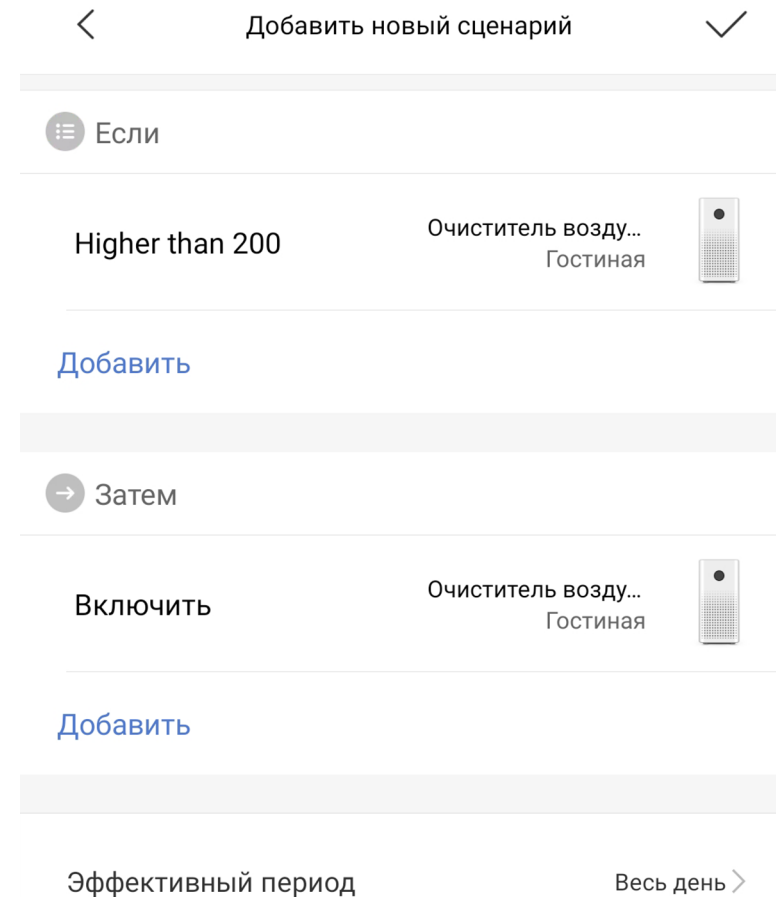 Добавить новый сценарий
Если
Higher than 200
Очиститель возду...
Гостиная
Добавить
Затем
Включить
Очиститель возду...
Гостиная
Добавить
Эффективный период
Весь день